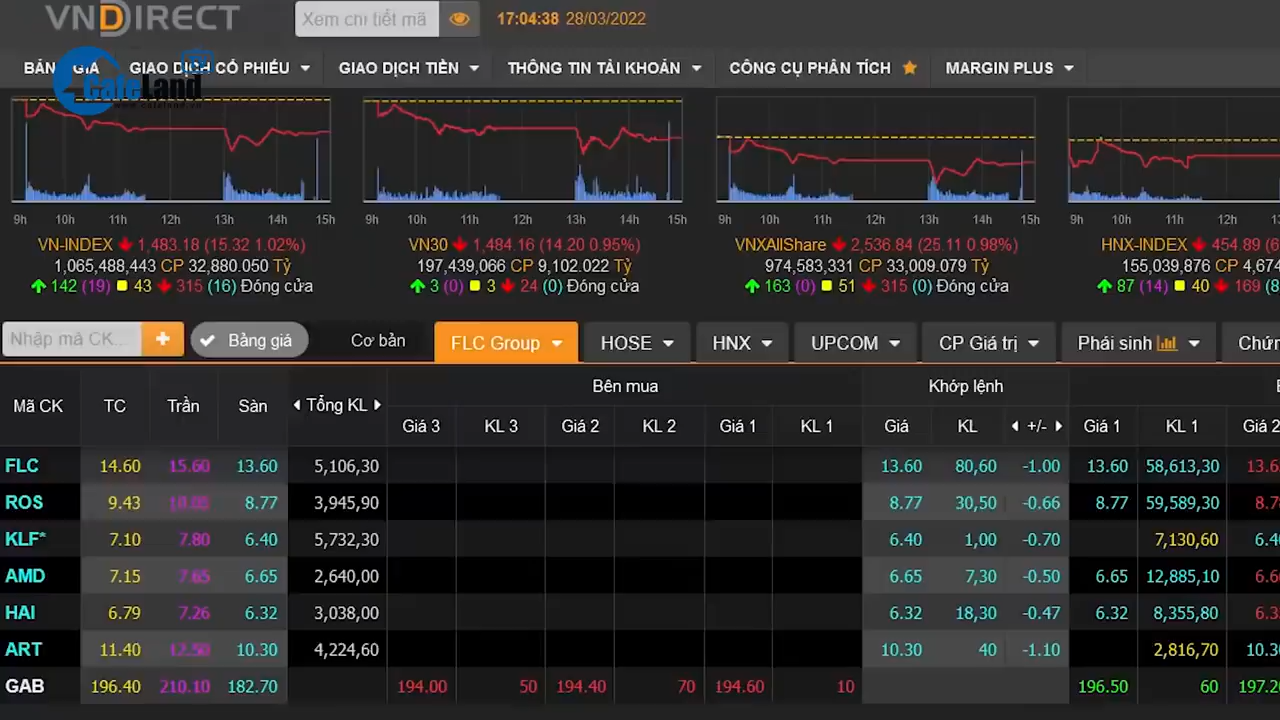 VNDIRECT
Xem chi tiết mã
17:04:38 28/03/2022
BẢNG GIÁ GIAO DỊCH CỔ PHIẾU GIAO DỊCH TIỀN THÔNG TIN TÀI KHOẢN CÔNG CỤ PHÂN TÍCH MARGIN PLUS
CafeLand
www.cafeland.vn
9h 10h 11h 12h 13h 14h 15h 9h 10h 11h 12h 13h 14h 15h 9h 10h 11h 12h 13h 14h 15h 9h 10h 11h 12h
VN-INDEX 1,483.18 (15.32 1.02%) VN30 1,484.16 (14.20 0.95%) VNXAllShare 2,536.84 (25.11 0.98%) HNX-INDEX 454.89 (6
1,065,488,443 CP 32,880.050 Tỷ 197,439,066 CP 9,102.022 Tỷ 974,583,331 CP 33,009.079 Tỷ 155,039,876 CP 4,674
142 (19) 43 315 (16) Đóng cửa 3 (0) 3 24 (0) Đóng cửa 163 (0) 51 315 (0) Đóng cửa 87 (14) 40 169 (8
Nhập mã CK... + Bảng giá Cơ bản FLC Group HOSE HNX UPCOM CP Giá trị Phái sinh Chứn
Bên mua Khớp lệnh
Mã CK TC Trần Sàn Tổng KL Giá 3 KL 3 Giá 2 KL 2 Giá 1 KL 1 Giá KL +/- Giá 1 KL 1 Giá 2
FLC 14.60 15.60 13.60 5,106,30 13.60 80,60 -1.00 13.60 58,613,30 13.6
ROS 9.43 8.77 3,945,90 8.77 30,50 -0.66 8.77 59,589,30 8.7
KLF* 7.10 7.80 6.40 5,732,30 6.40 1,00 -0.70 7,130,60 6.4
AMD 7.15 7.65 6.65 2,640,00 6.65 7,30 -0.50 6.65 12,885,10 6.6
HAI 6.79 7.26 6.32 3,038,00 6.32 18,30 -0.47 6.32 8,355,80 6.3
ART 11.40 12.50 10.30 4,224,60 10.30 40 -1.10 2,816,70 10.3
GAB 196.40 210.10 182.70 194.00 50 194.40 70 194.60 10 196.50 60 197.2